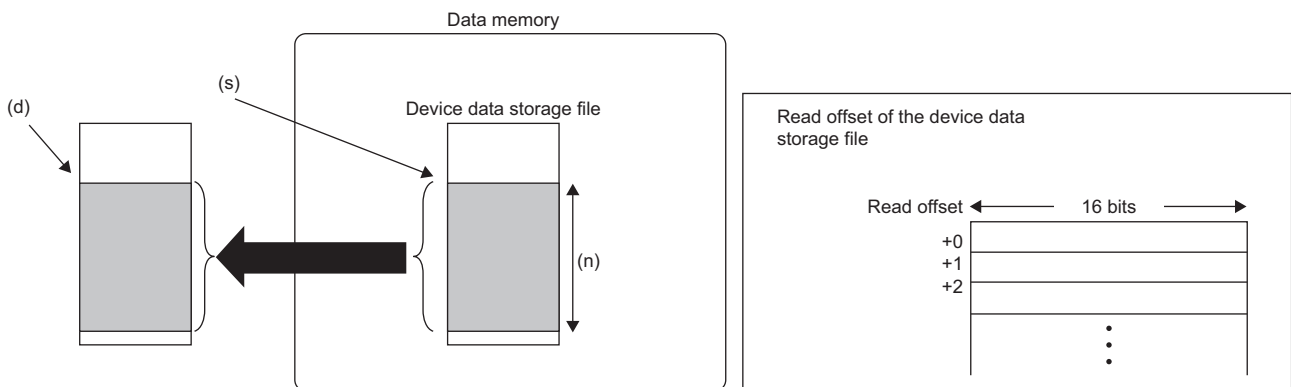 Data memory
(s)
(d)
Device data storage file
(n)
Read offset of the device data
storage file
Read offset
16 bits
+0
+1
+2